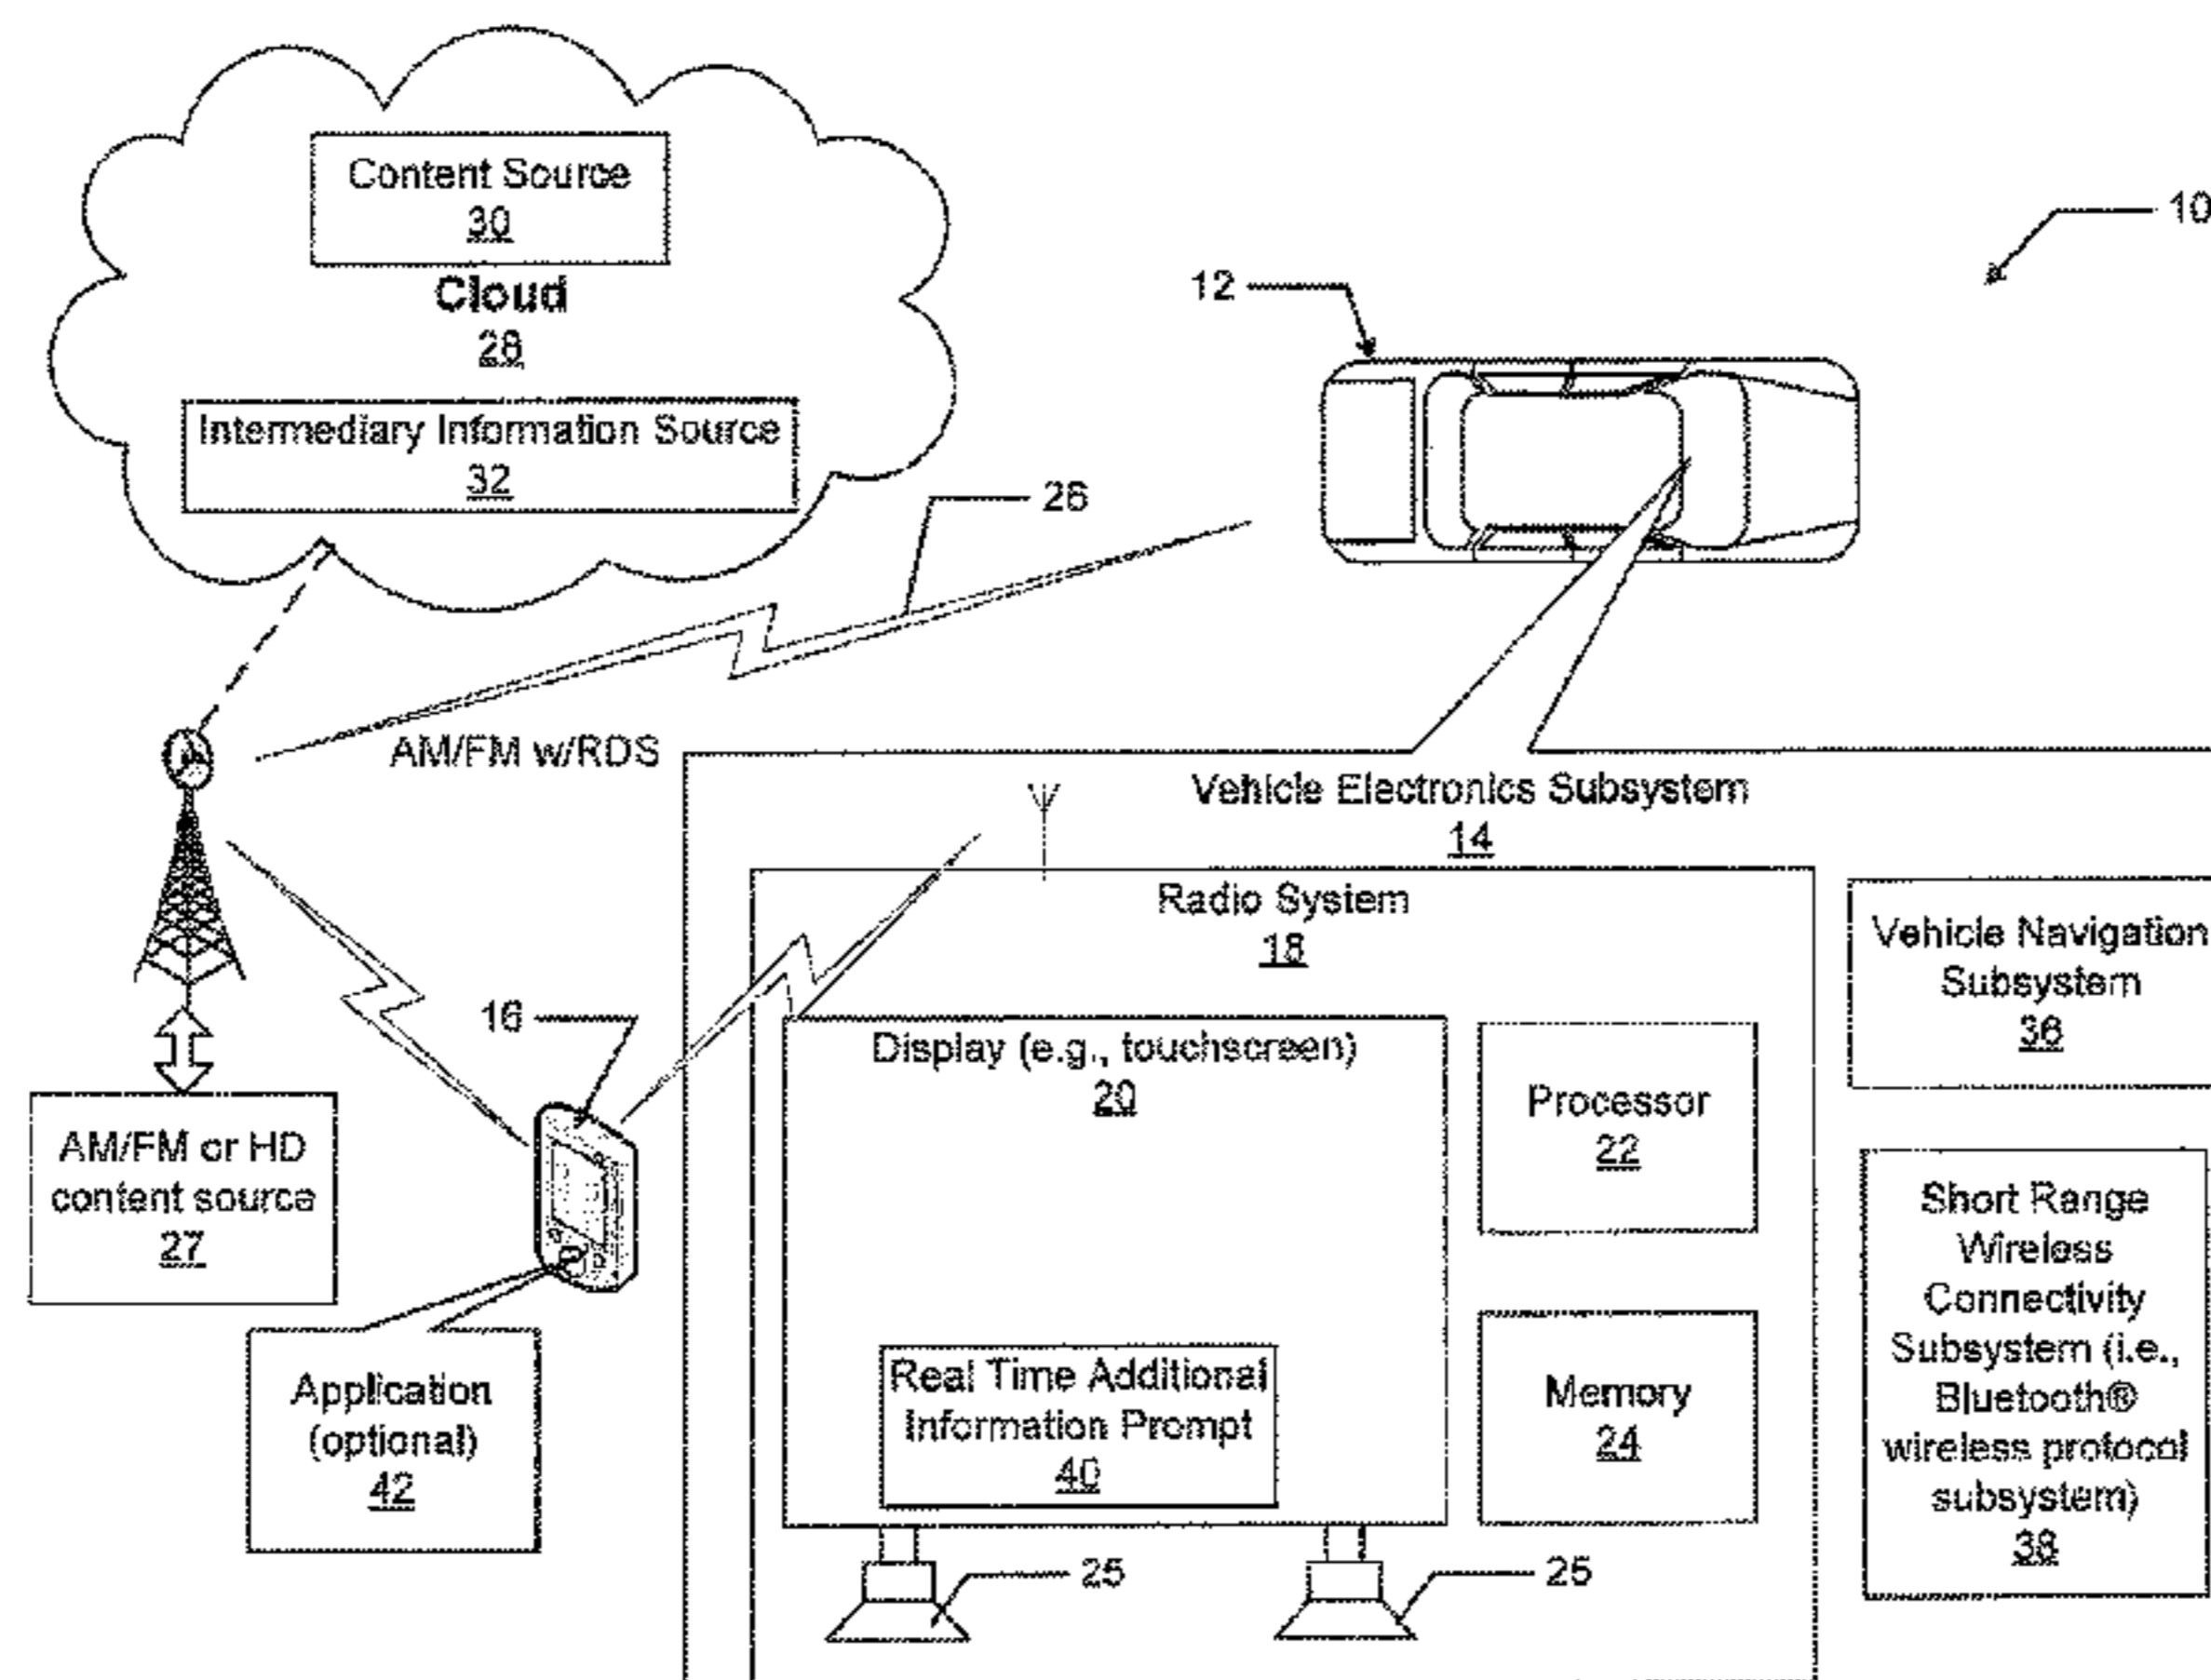 Content Source
30
Cloud
28
Intermediary Information Source
32
10
12
26
AM/FM w/RDS
Vehicle Electronics Subsystem
14
Radio System
18
Vehicle Navigation
Subsystem
36
16
Display (e.g., touchscreen)
20
Processor
22
AM/FM or HD
content source
27
Short Range
Wireless
Connectivity
Subsystem (i.e.,
Bluetooth®
wireless protocol
subsystem)
38
Application
(optional)
42
Real Time Additional
Information Prompt
40
Memory
24
25
25